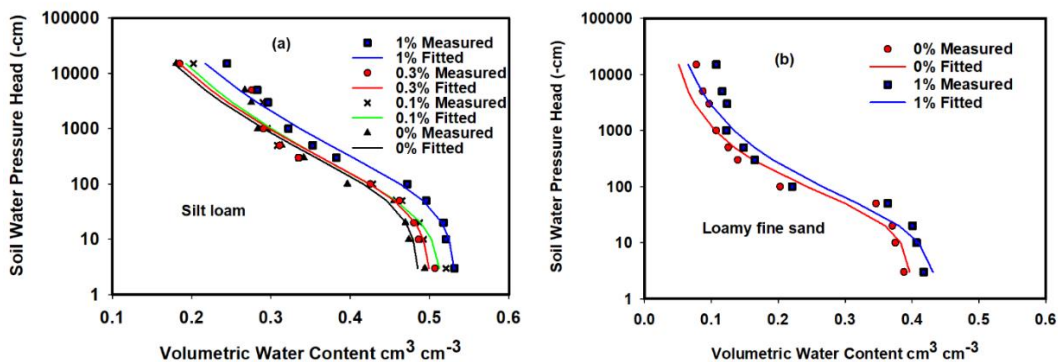 (a)
Soil Water Pressure Head (-cm)
100000
10000
1000
100
10
1
1% Measured
1% Fitted
0.3% Measured
0.3% Fitted
0.1% Measured
0.1% Fitted
0% Measured
0% Fitted
Silt loam
0.1 0.2 0.3 0.4 0.5 0.6
Volumetric Water Content cm³ cm⁻³
(b)
Soil Water Pressure Head (-cm)
100000
10000
1000
100
10
1
0% Measured
0% Fitted
1% Measured
1% Fitted
Loamy fine sand
0.0 0.1 0.2 0.3 0.4 0.5 0.6
Volumetric Water Content cm³ cm⁻³